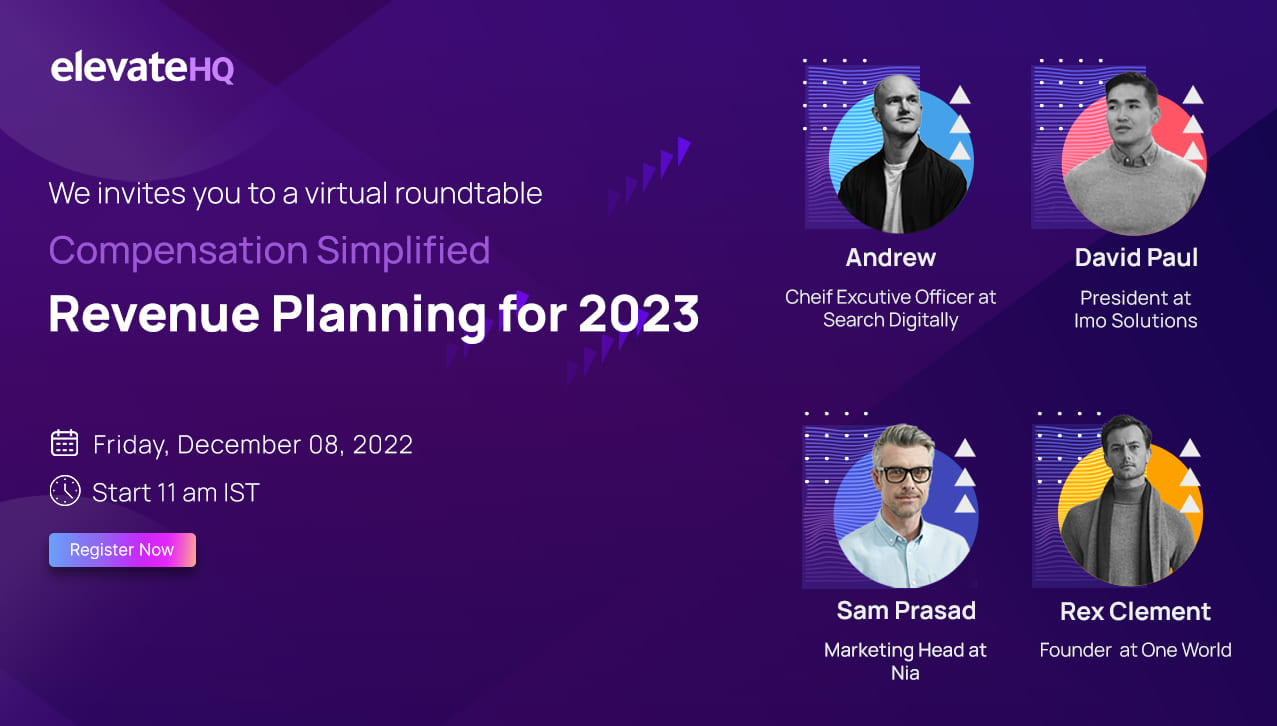 elevateHQ
We invites you to a virtual roundtable
Compensation Simplified
Revenue Planning for 2023
Friday, December 08, 2022
Start 11 am IST
Register Now
Andrew
Cheif Excutive Officer at
Search Digitally
David Paul
President at
Imo Solutions
Sam Prasad
Marketing Head at
Nia
Rex Clement
Founder at One World